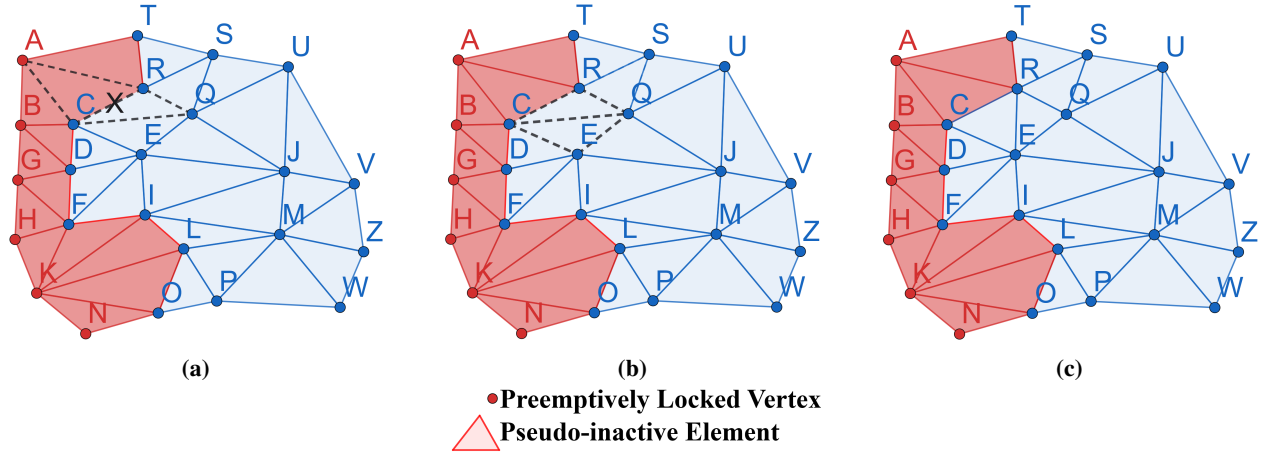 T
S
U
A
R
Q
B
C
E
J
V
G
D
H
F
I
M
L
Z
K
P
W
O
N
(a)
T
S
U
A
R
Q
B
C
E
J
V
G
D
H
F
I
M
L
Z
K
P
W
O
N
(b)
T
S
U
A
R
Q
B
C
E
J
V
G
D
H
F
I
M
L
Z
K
P
W
O
N
(c)
X
Preemptively Locked Vertex
Pseudo-inactive Element